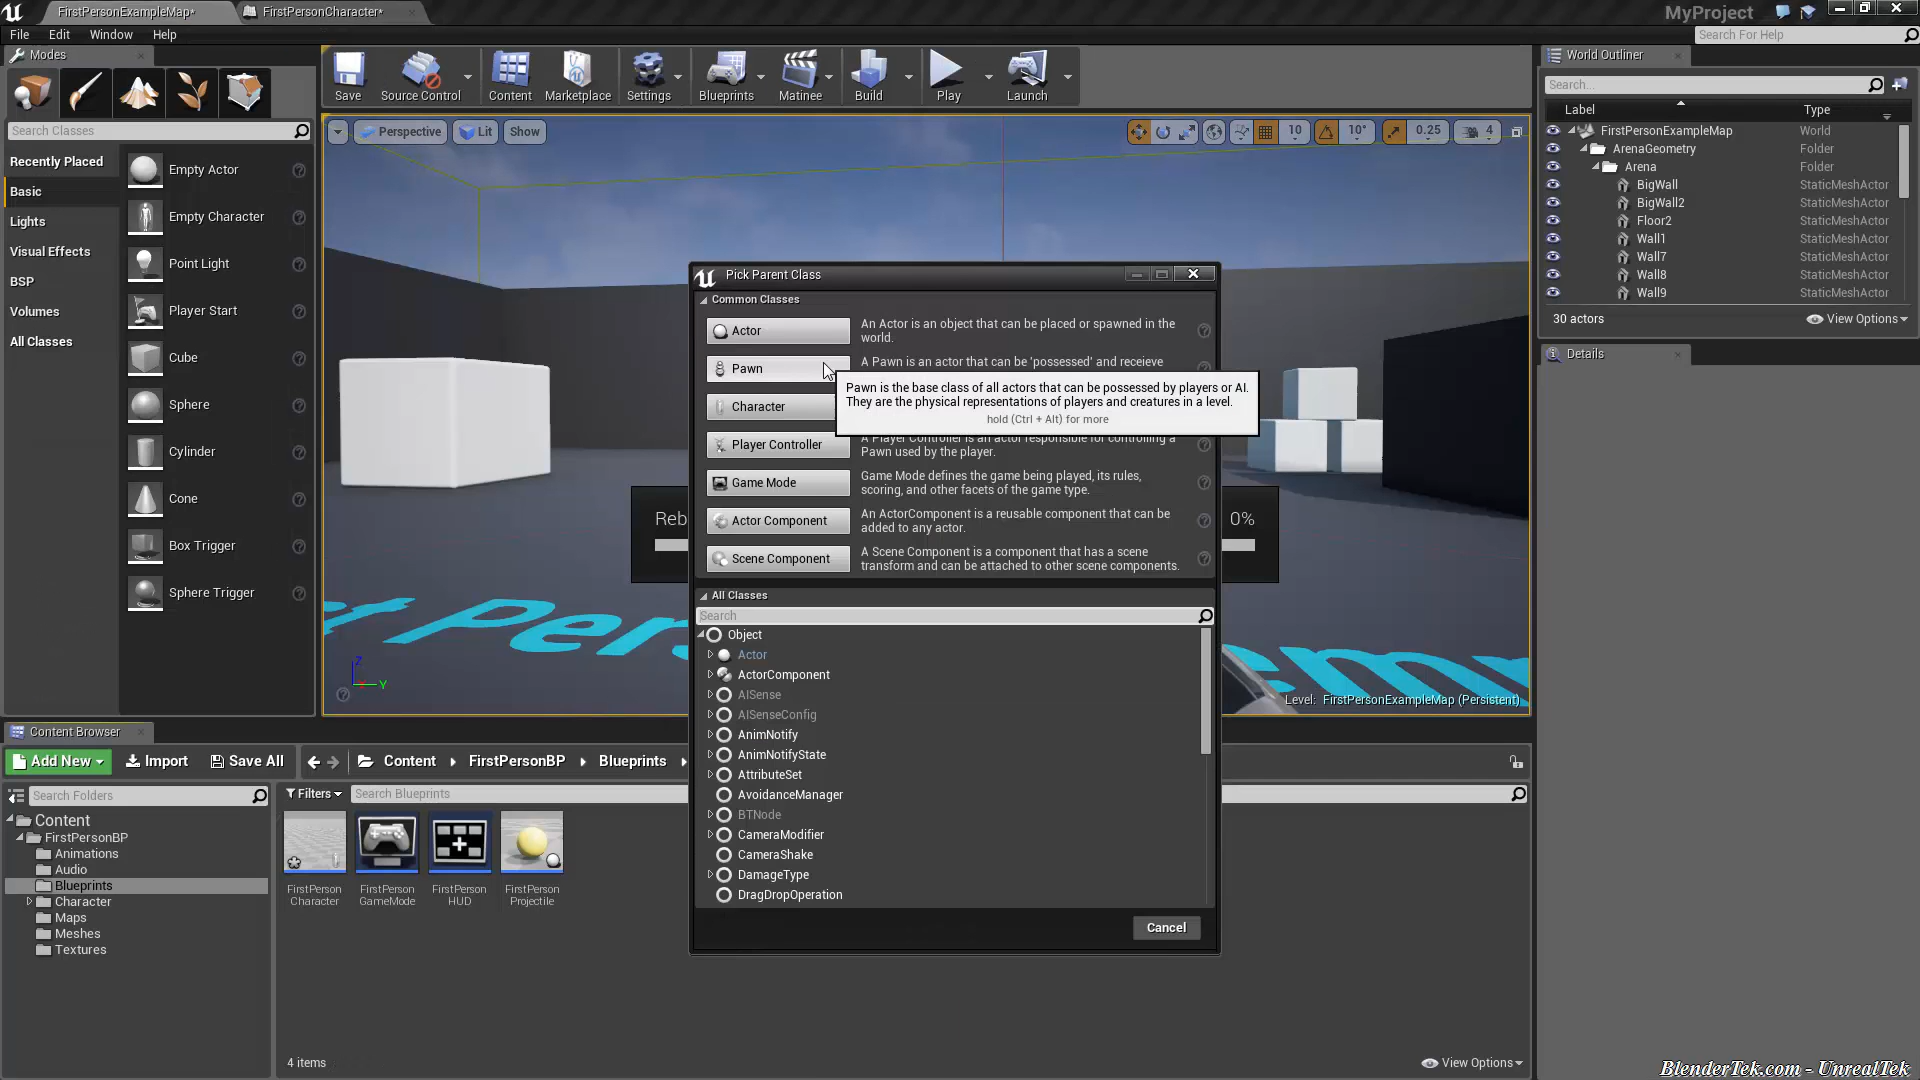 FirstPersonExampleMap*
FirstPersonCharacter*
MyProject
File Edit Window Help
Search For Help
Modes
Search Classes
Recently Placed
Basic
Lights
Visual Effects
BSP
Volumes
All Classes
Empty Actor
Empty Character
Point Light
Player Start
Cube
Sphere
Cylinder
Cone
Box Trigger
Sphere Trigger
Save
Source Control
Content
Marketplace
Settings
Blueprints
Matinee
Build
Play
Launch
Perspective
Lit
Show
10
10°
0.25
4
Reb
0%
Z
Y
Level: FirstPersonExampleMap (Persistent)
Pick Parent Class
Common Classes
Actor
An Actor is an object that can be placed or spawned in the
world.
Pawn
A Pawn is an actor that can be 'possessed' and receieve
Pawn is the base class of all actors that can be possessed by players or AI.
They are the physical representations of players and creatures in a level.
hold (Ctrl + Alt) for more
Character
Player Controller
A Player Controller is an actor responsible for controlling a
Pawn used by the player.
Game Mode
Game Mode defines the game being played, its rules,
scoring, and other facets of the game type.
Actor Component
An ActorComponent is a reusable component that can be
added to any actor.
Scene Component
A Scene Component is a component that has a scene
transform and can be attached to other scene components.
All Classes
Search
Object
Actor
ActorComponent
AISense
AISenseConfig
AnimNotify
AnimNotifyState
AttributeSet
AvoidanceManager
BTNode
CameraModifier
CameraShake
DamageType
DragDropOperation
Cancel
World Outliner
Search...
Label Type
FirstPersonExampleMap World
ArenaGeometry Folder
Arena Folder
BigWall StaticMeshActor
BigWall2 StaticMeshActor
Floor2 StaticMeshActor
Wall1 StaticMeshActor
Wall7 StaticMeshActor
Wall8 StaticMeshActor
Wall9 StaticMeshActor
30 actors
View Options
Details
Content Browser
Add New
Import
Save All
Content
FirstPersonBP
Blueprints
Search Folders
Filters
Search Blueprints
Content
FirstPersonBP
Animations
Audio
Blueprints
Character
Maps
Meshes
Textures
FirstPerson
Character
FirstPerson
GameMode
FirstPerson
HUD
FirstPerson
Projectile
4 items
View Options
BlenderTek.com - UnrealTek